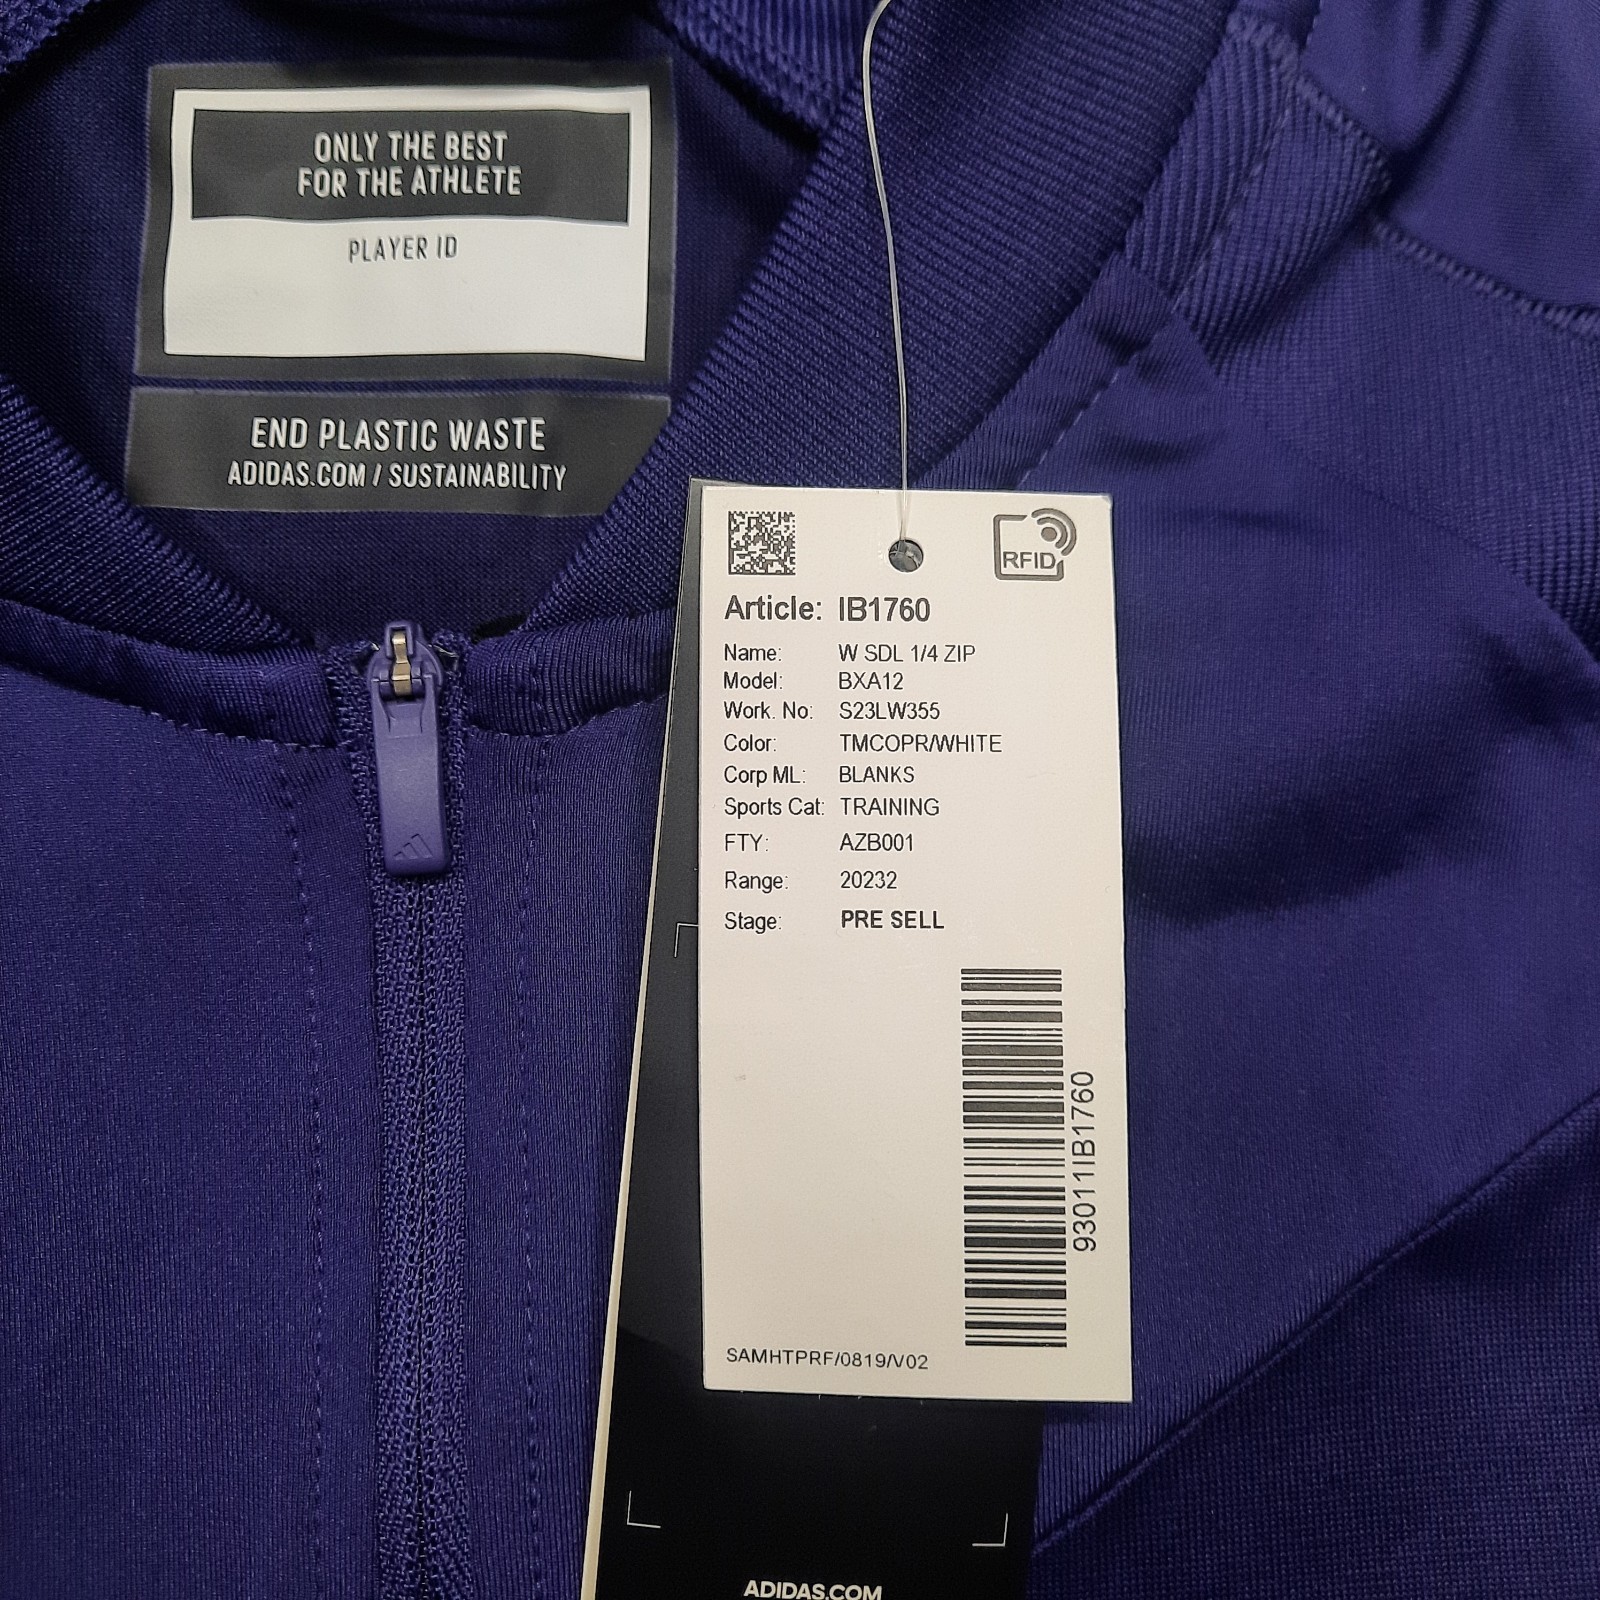 ONLY THE BEST
FOR THE ATHLETE
PLAYER ID
END PLASTIC WASTE
ADIDAS.COM / SUSTAINABILITY
RFID
Article: IB1760
Name: W SDL 1/4 ZIP
Model: BXA12
Work. No: S23LW355
Color: TMCOPR/WHITE
Corp ML: BLANKS
Sports Cat: TRAINING
FTY: AZB001
Range: 20232
Stage: PRE SELL
93011IB1760
SAMHTPRF/0819/V02
ADIDAS.COM